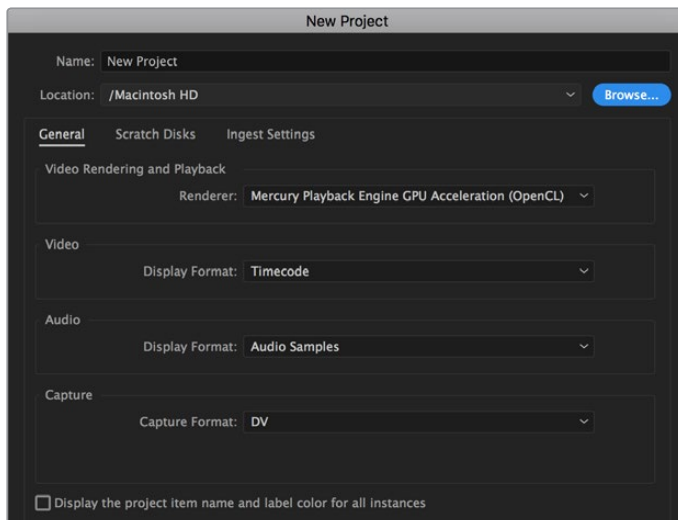 New Project
Name: New Project
Location: /Macintosh HD Browse...
General Scratch Disks Ingest Settings
Video Rendering and Playback
Renderer: Mercury Playback Engine GPU Acceleration (OpenCL)
Video
Display Format: Timecode
Audio
Display Format: Audio Samples
Capture
Capture Format: DV
Display the project item name and label color for all instances